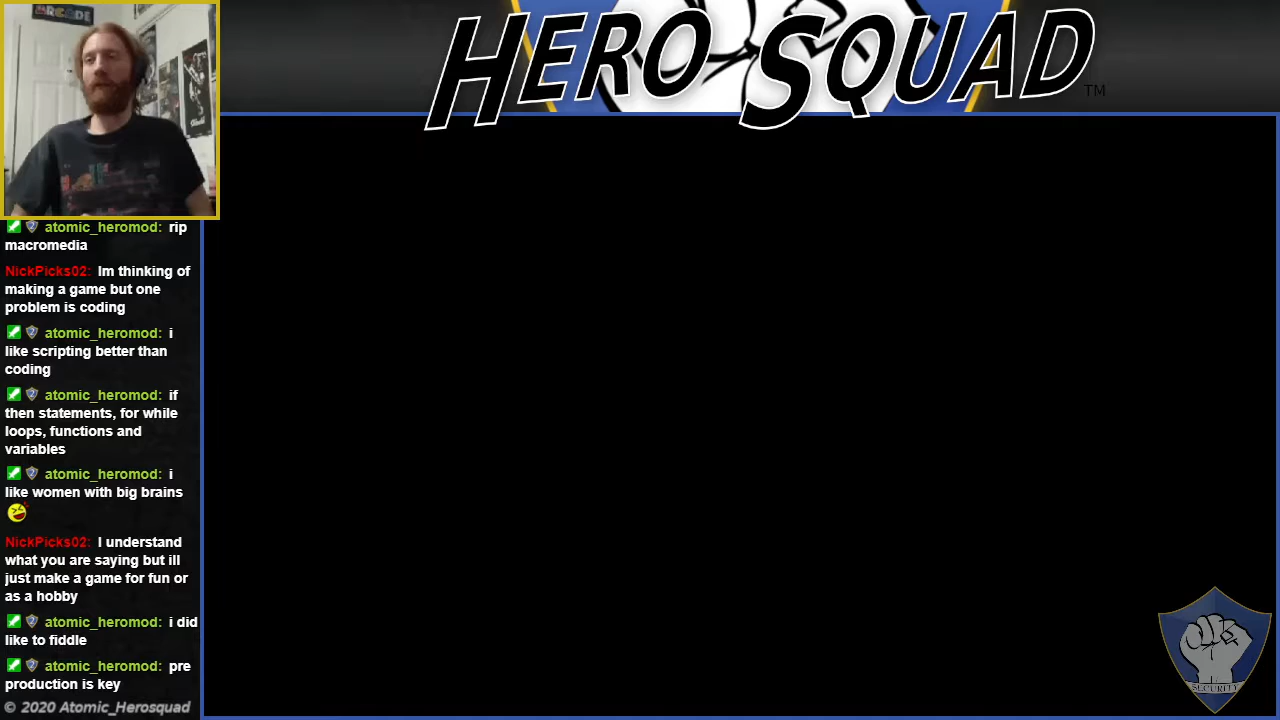 ARCADE
HERO SQUAD
TM
atomic_heromod: rip
macromedia
NickPicks02: Im thinking of
making a game but one
problem is coding
atomic_heromod: i
like scripting better than
coding
atomic_heromod: if
then statements, for while
loops, functions and
variables
atomic_heromod: i
like women with big brains
NickPicks02: I understand
what you are saying but ill
just make a game for fun or
as a hobby
atomic_heromod: i did
like to fiddle
atomic_heromod: pre
production is key
© 2020 Atomic_Herosquad
SECURITY